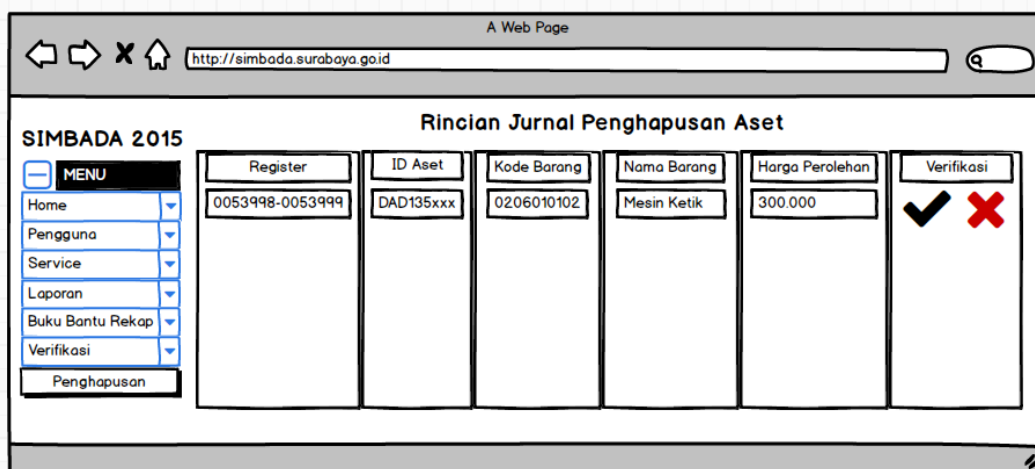 A Web Page
http://simbada.surabaya.go.id
Rincian Jurnal Penghapusan Aset
SIMBADA 2015
MENU
Home
Pengguna
Service
Laporan
Buku Bantu Rekap
Verifikasi
Penghapusan
Register ID Aset Kode Barang Nama Barang Harga Perolehan Verifikasi
0053998-0053999 DAD135xxx 0206010102 Mesin Ketik 300.000